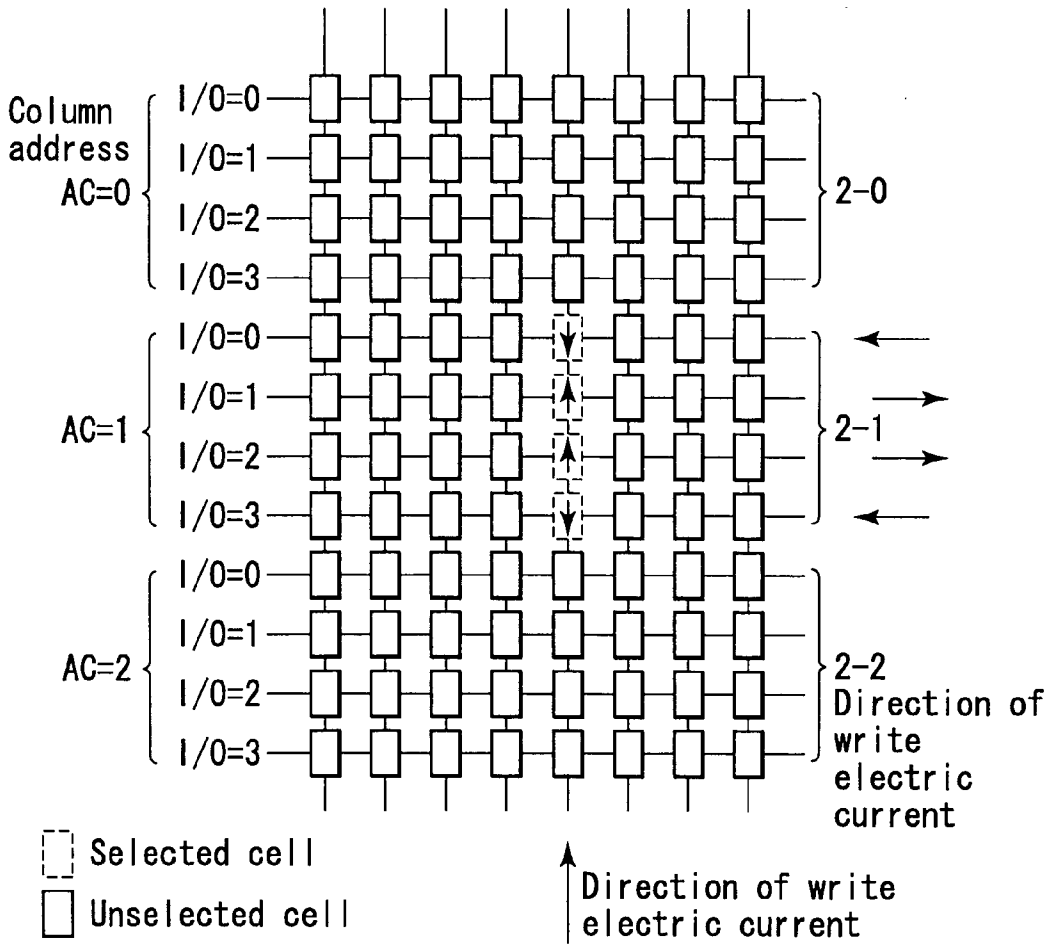 Column
address
AC=0
I/O=0
I/O=1
I/O=2
I/O=3
2-0
AC=1
I/O=0
I/O=1
I/O=2
I/O=3
2-1
AC=2
I/O=0
I/O=1
I/O=2
I/O=3
2-2
Direction of
write
electric
current
Selected cell
Unselected cell
Direction of write
electric current